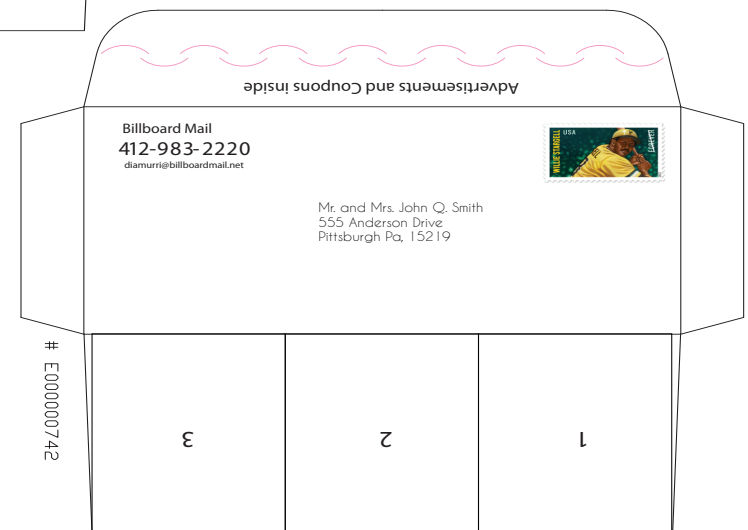 Advertisements and Coupons inside
Billboard Mail
412-983-2220
diamurri@billboardmail.net
WILLIE STARGELL
USA
FOREVER
Mr. and Mrs. John Q. Smith
555 Anderson Drive
Pittsburgh Pa, 15219
# E000000742
3
2
1